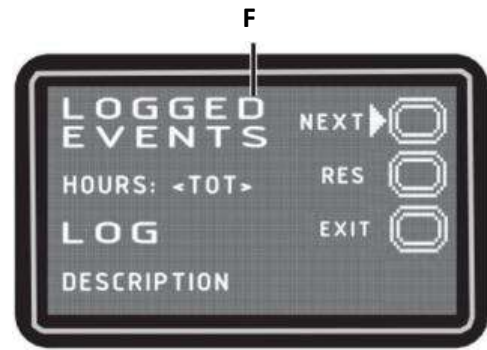 F
LOGGED
EVENTS
NEXT
HOURS: <TOT>
RES
LOG
EXIT
DESCRIPTION